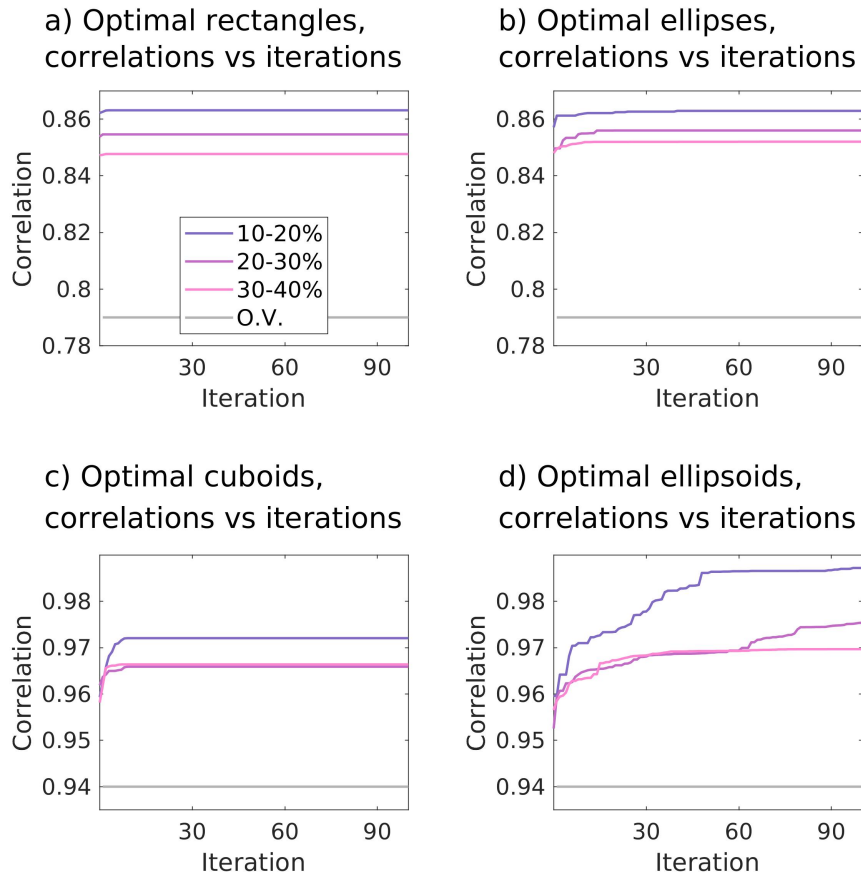 a) Optimal rectangles,
correlations vs iterations
0.86
0.84
0.82
0.8
0.78
Correlation
10-20%
20-30%
30-40%
O.V.
30
60
90
Iteration
b) Optimal ellipses,
correlations vs iterations
0.86
0.84
0.82
0.8
0.78
Correlation
30
60
90
Iteration
c) Optimal cuboids,
correlations vs iterations
0.98
0.97
0.96
0.95
0.94
Correlation
30
60
90
Iteration
d) Optimal ellipsoids,
correlations vs iterations
0.98
0.97
0.96
0.95
0.94
Correlation
30
60
90
Iteration